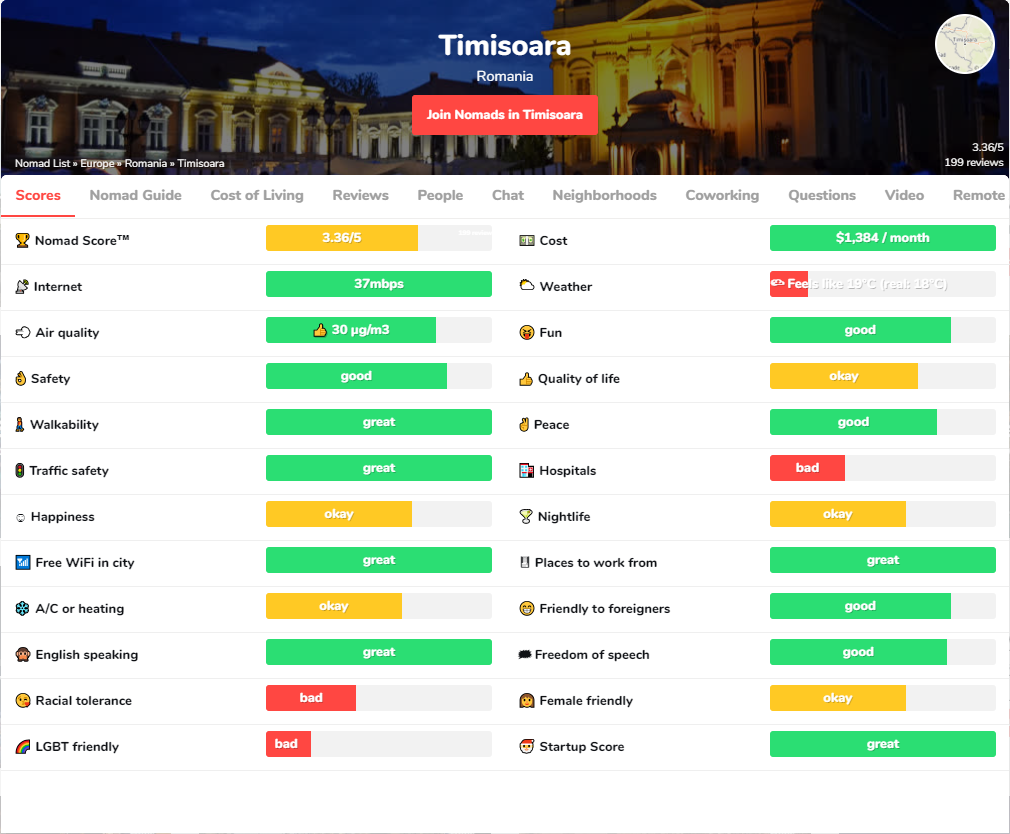 Timisoara
Romania
Join Nomads in Timisoara
3.36/5
Nomad List » Europe » Romania » Timisoara
199 reviews
Scores Nomad Guide Cost of Living Reviews People Chat Neighborhoods Coworking Questions Video Remote
Nomad Score™ 3.36/5 Cost $1,384 / month
Internet 37mbps Weather Feels like 19°C (real: 18°C)
Air quality 30 µg/m3 Fun good
Safety good Quality of life okay
Walkability great Peace good
Traffic safety great Hospitals bad
Happiness okay Nightlife okay
Free WiFi in city great Places to work from great
A/C or heating okay Friendly to foreigners good
English speaking great Freedom of speech good
Racial tolerance bad Female friendly okay
LGBT friendly bad Startup Score great